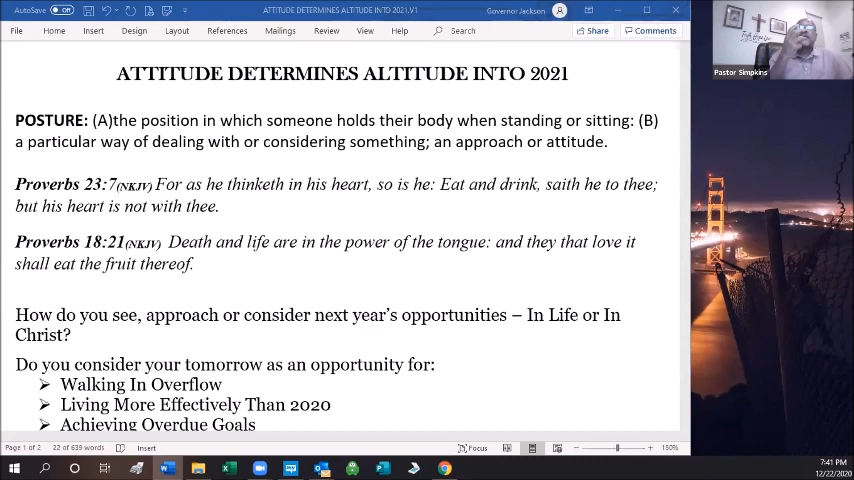 AutoSave Off ATTITUDE DETERMINES ALTITUDE INTO 2021.V1 Governor Jackson
File Home Insert Draw Design Layout References Mailings Review View Help Search Share Comments
Pastor Simpkins
ATTITUDE DETERMINES ALTITUDE INTO 2021
POSTURE: (A)the position in which someone holds their body when standing or sitting: (B)
a particular way of dealing with or considering something; an approach or attitude.
Proverbs 23:7(NKJV) For as he thinketh in his heart, so is he: Eat and drink, saith he to thee;
but his heart is not with thee.
Proverbs 18:21(NKJV) Death and life are in the power of the tongue: and they that love it
shall eat the fruit thereof.
How do you see, approach or consider next year's opportunities – In Life or In
Christ?
Do you consider your tomorrow as an opportunity for:
➢ Walking In Overflow
➢ Living More Effectively Than 2020
➢ Achieving Overdue Goals
Page 1 of 2 22 of 639 words Insert Focus 150%
7:41 PM
12/22/2020